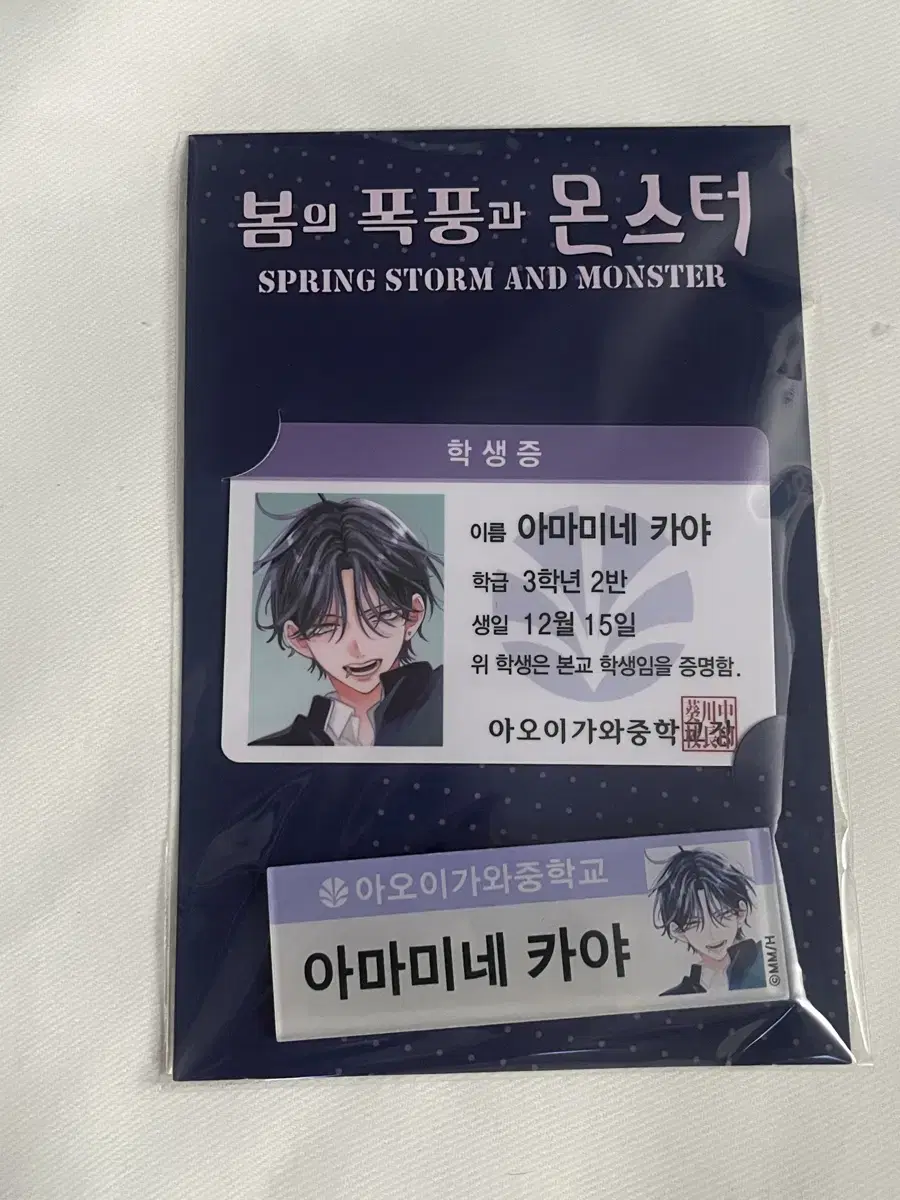 봄의 폭풍과 몬스터
SPRING STORM AND MONSTER
학생증
이름 아마미네 카야
학급 3학년 2반
생일 12월 15일
위 학생은 본교 학생임을 증명함.
아오이가와중학교장
아오이가와중학교
아마미네 카야
©MM/H